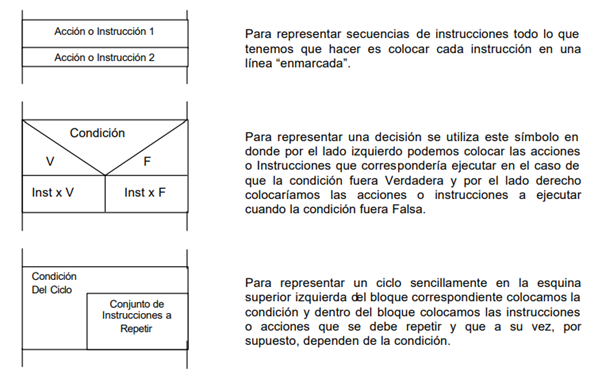 Acción o Instrucción 1
Acción o Instrucción 2
Para representar secuencias de instrucciones todo lo que
tenemos que hacer es colocar cada instrucción en una
línea “enmarcada”.
Condición
V
F
Inst x V
Inst x F
Para representar una decisión se utiliza este símbolo en
donde por el lado izquierdo podemos colocar las acciones
o Instrucciones que correspondería ejecutar en el caso de
que la condición fuera Verdadera y por el lado derecho
colocaríamos las acciones o instrucciones a ejecutar
cuando la condición fuera Falsa.
Condición
Del Ciclo
Conjunto de
Instrucciones a
Repetir
Para representar un ciclo sencillamente en la esquina
superior izquierda del bloque correspondiente colocamos la
condición y dentro del bloque colocamos las instrucciones
o acciones que se debe repetir y que a su vez, por
supuesto, dependen de la condición.